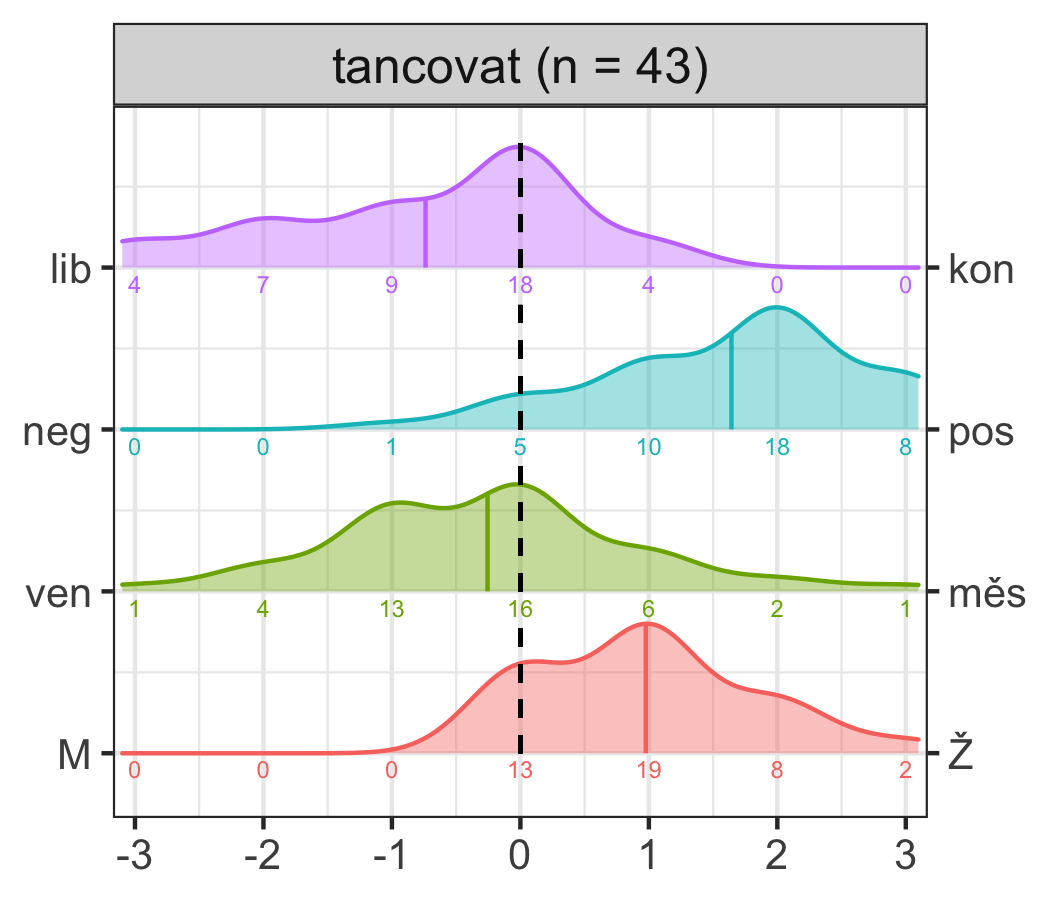 tancovat (n = 43)
lib kon
4 7 9 18 4 0 0
neg pos
0 0 1 5 10 18 8
ven měs
1 4 13 16 6 2 1
M Ž
0 0 0 13 19 8 2
-3 -2 -1 0 1 2 3